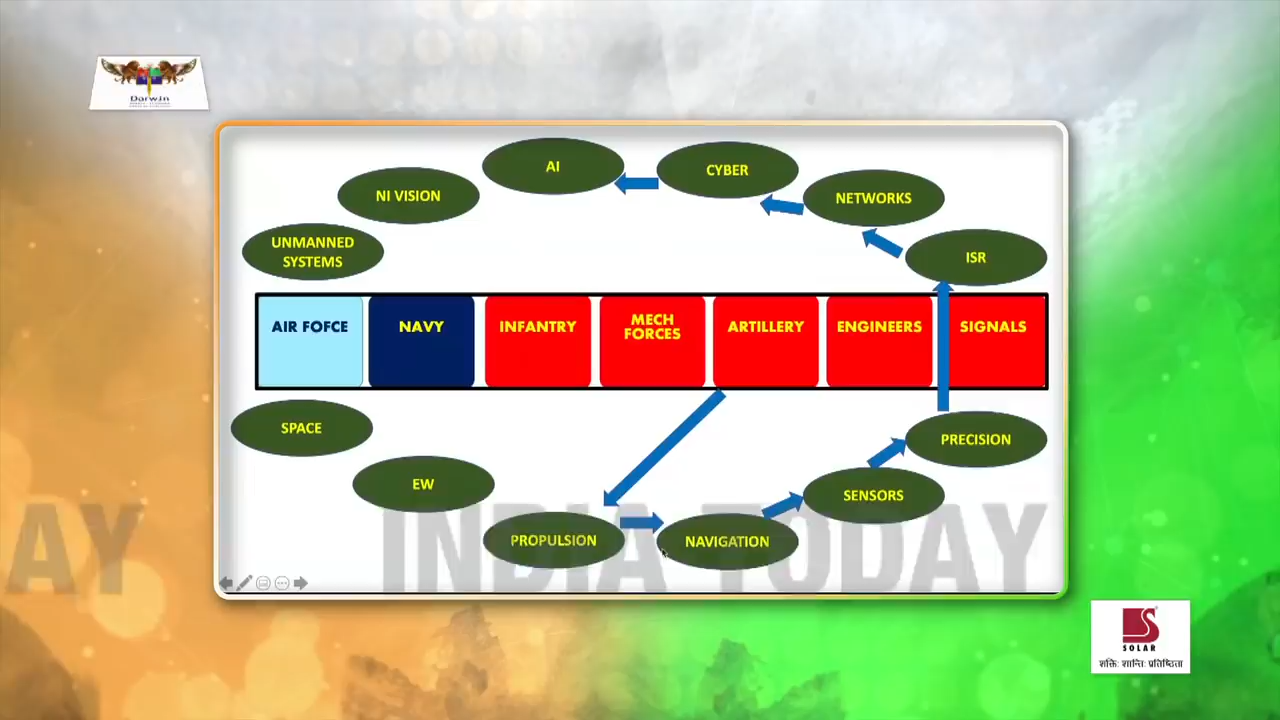 DarwIn
AI
CYBER
NI VISION
NETWORKS
UNMANNED
SYSTEMS
ISR
AIR FOFCE
NAVY
INFANTRY
MECH
FORCES
ARTILLERY
ENGINEERS
SIGNALS
SPACE
PRECISION
EW
SENSORS
PROPULSION
NAVIGATION
AY
INDIA TODAY
SOLAR
शक्तिः शान्तिः प्रतिष्ठिता